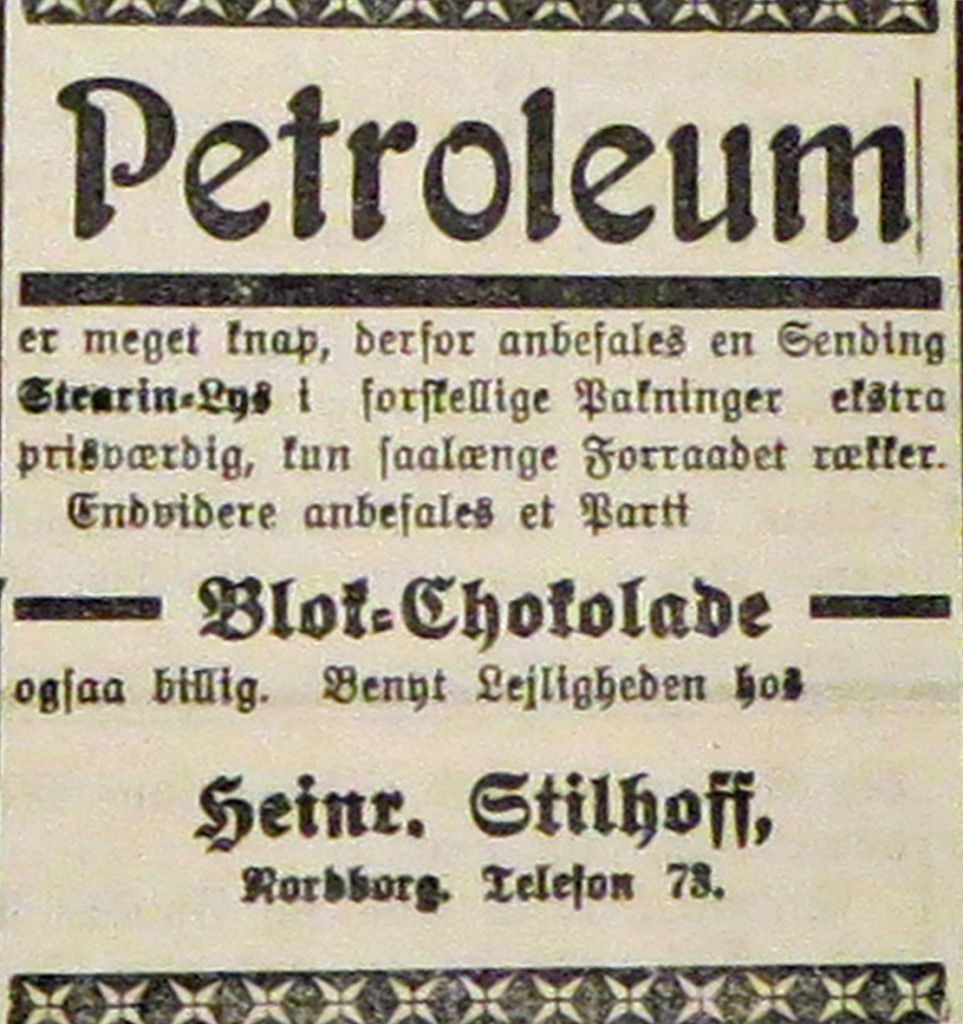 Petroleum
er meget knap, derfor anbefales en Sending
Stearin-Lys i forskellige Pakninger ekstra
prisværdig, kun saalænge Forraadet rækker.
Endvidere anbefales et Parti
Blok-Chokolade
ogsaa billig. Benyt Lejligheden hos
Heinr. Stilhoff,
Nordborg. Telefon 73.